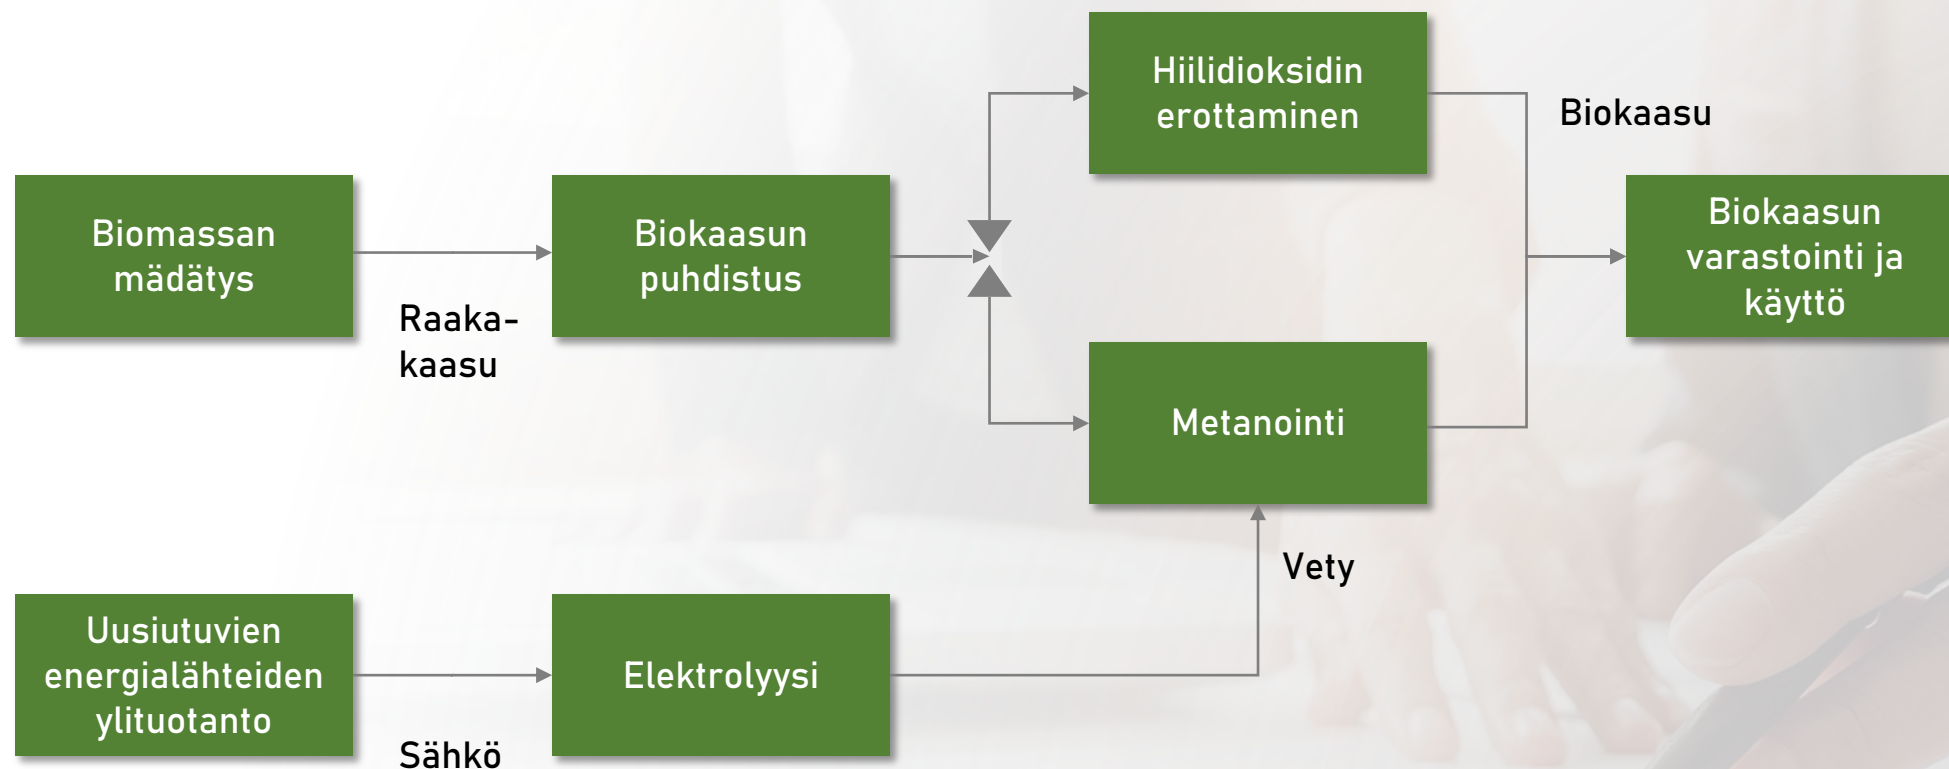 Hiilidioksidin
erottaminen
Biokaasu
Biomassan
mädätys
Raaka-
kaasu
Biokaasun
puhdistus
Biokaasun
varastointi ja
käyttö
Metanointi
Vety
Uusiutuvien
energialähteiden
ylituotanto
Sähkö
Elektrolyysi